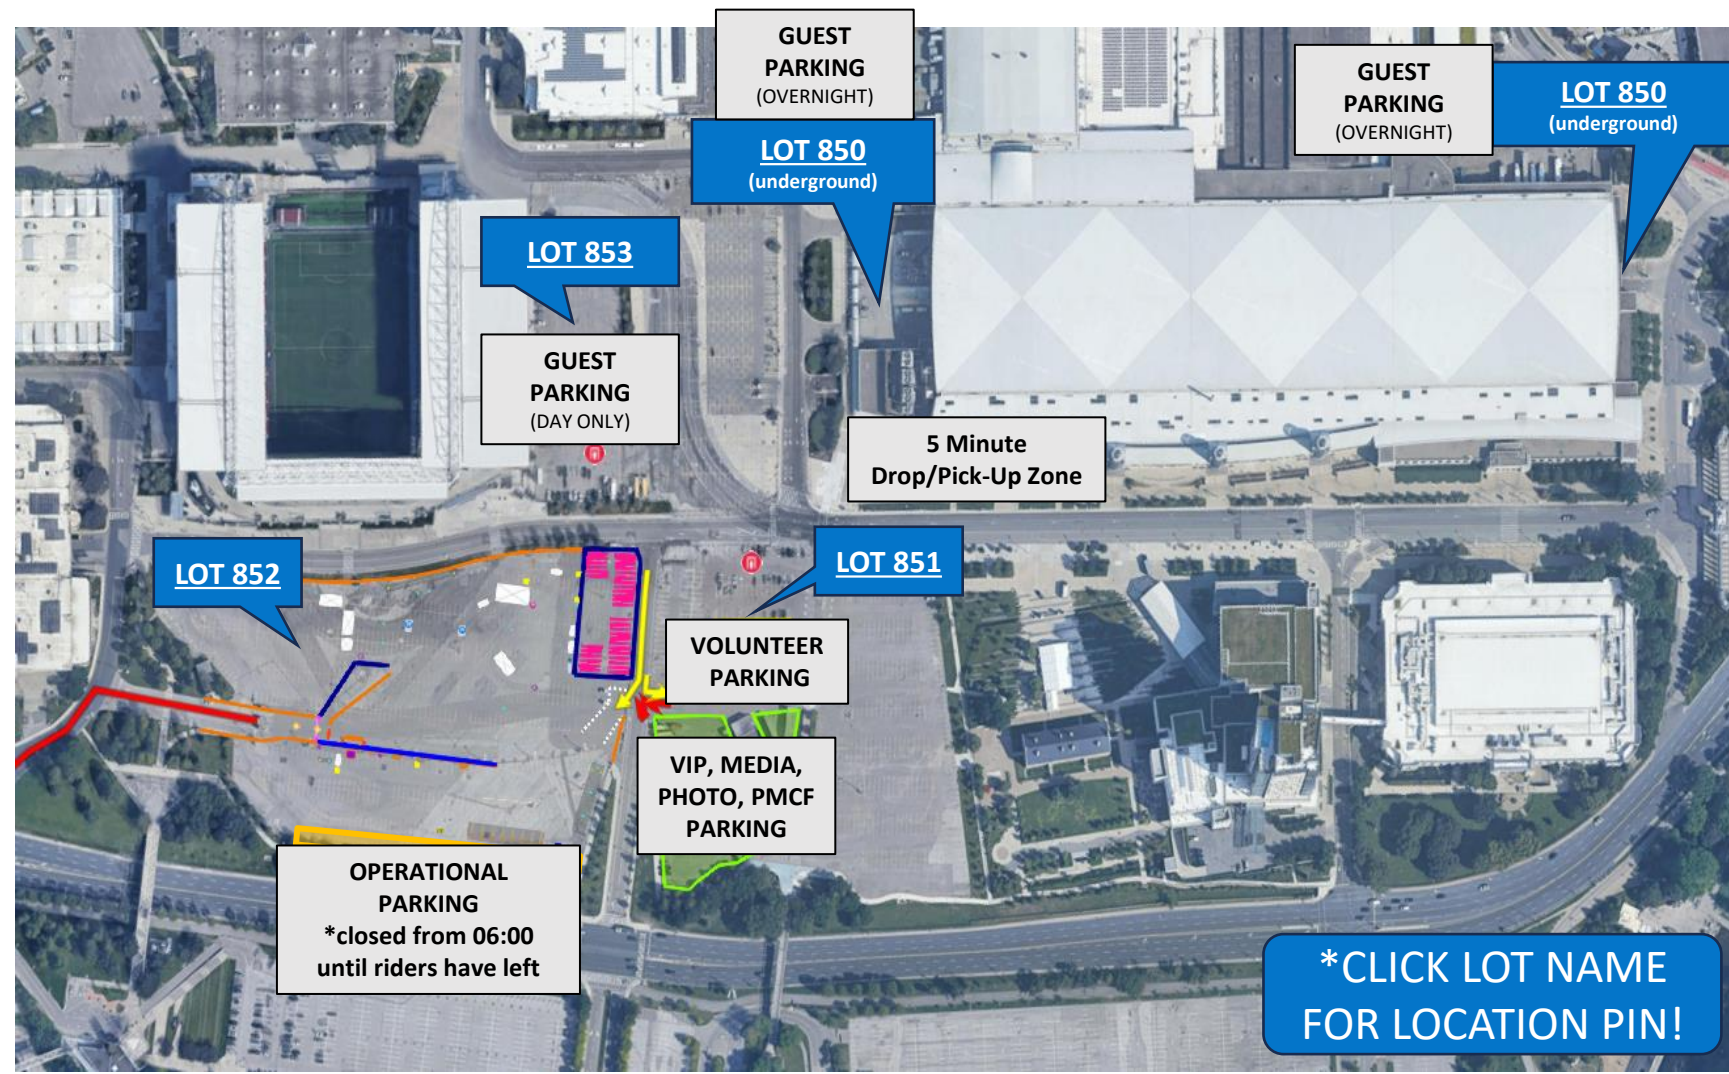 GUEST
PARKING
(OVERNIGHT)
LOT 850
(underground)
GUEST
PARKING
(OVERNIGHT)
LOT 850
(underground)
LOT 853
GUEST
PARKING
(DAY ONLY)
5 Minute
Drop/Pick-Up Zone
LOT 852
LOT 851
VOLUNTEER
PARKING
VIP, MEDIA,
PHOTO, PMCF
PARKING
OPERATIONAL
PARKING
*closed from 06:00
until riders have left
*CLICK LOT NAME
FOR LOCATION PIN!